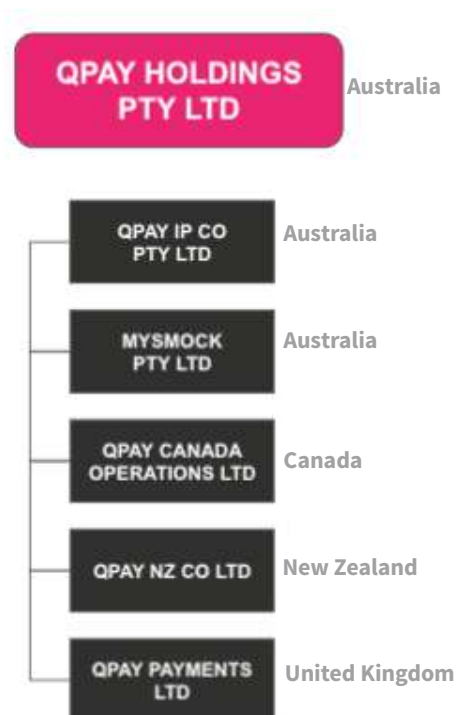 QPAY HOLDINGS
PTY LTD
Australia
QPAY IP CO
PTY LTD
Australia
MYSMOCK
PTY LTD
Australia
QPAY CANADA
OPERATIONS LTD
Canada
QPAY NZ CO LTD
New Zealand
QPAY PAYMENTS
LTD
United Kingdom